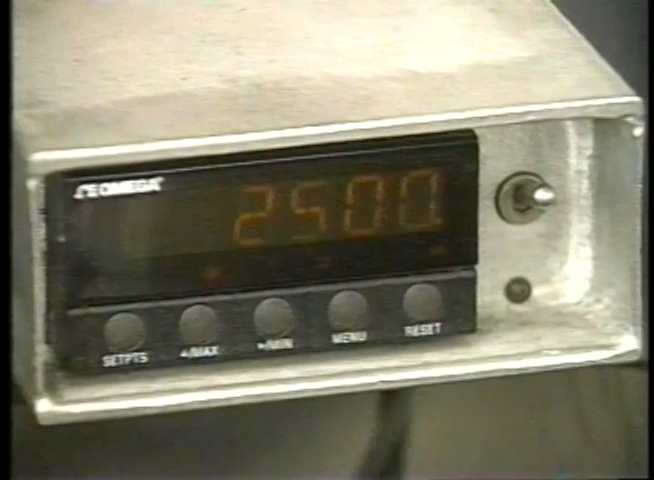 OMEGA
2500
SETPTS ▲/MAX ▶/MIN MENU RESET